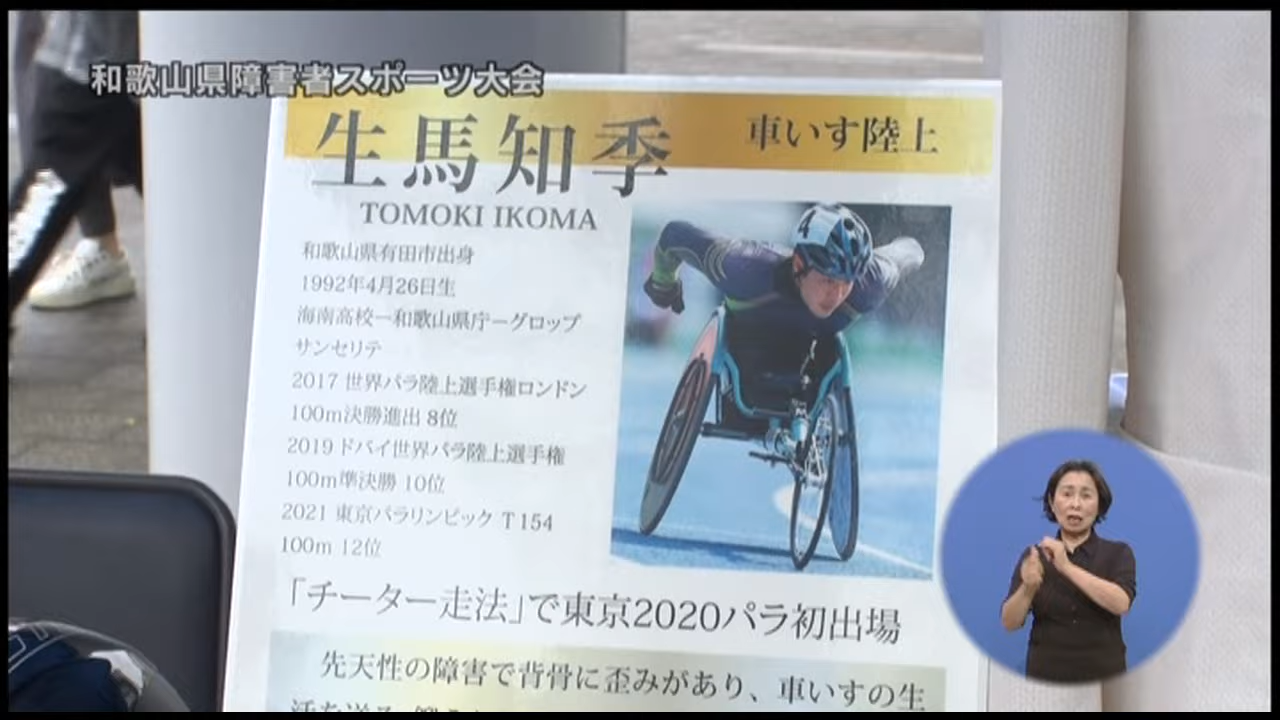 和歌山県障害者スポーツ大会
生馬知季 車いす陸上
TOMOKI IKOMA
和歌山県有田市出身
1992年4月26日生
海南高校ー和歌山県庁ーグロップ
サンセリテ
2017 世界パラ陸上選手権ロンドン
100m決勝進出 8位
2019 ドバイ世界パラ陸上選手権
100m準決勝 10位
2021 東京パラリンピック T154
100m 12位
「チーター走法」で東京2020パラ初出場
先天性の障害で背骨に歪みがあり、車いすの生
4